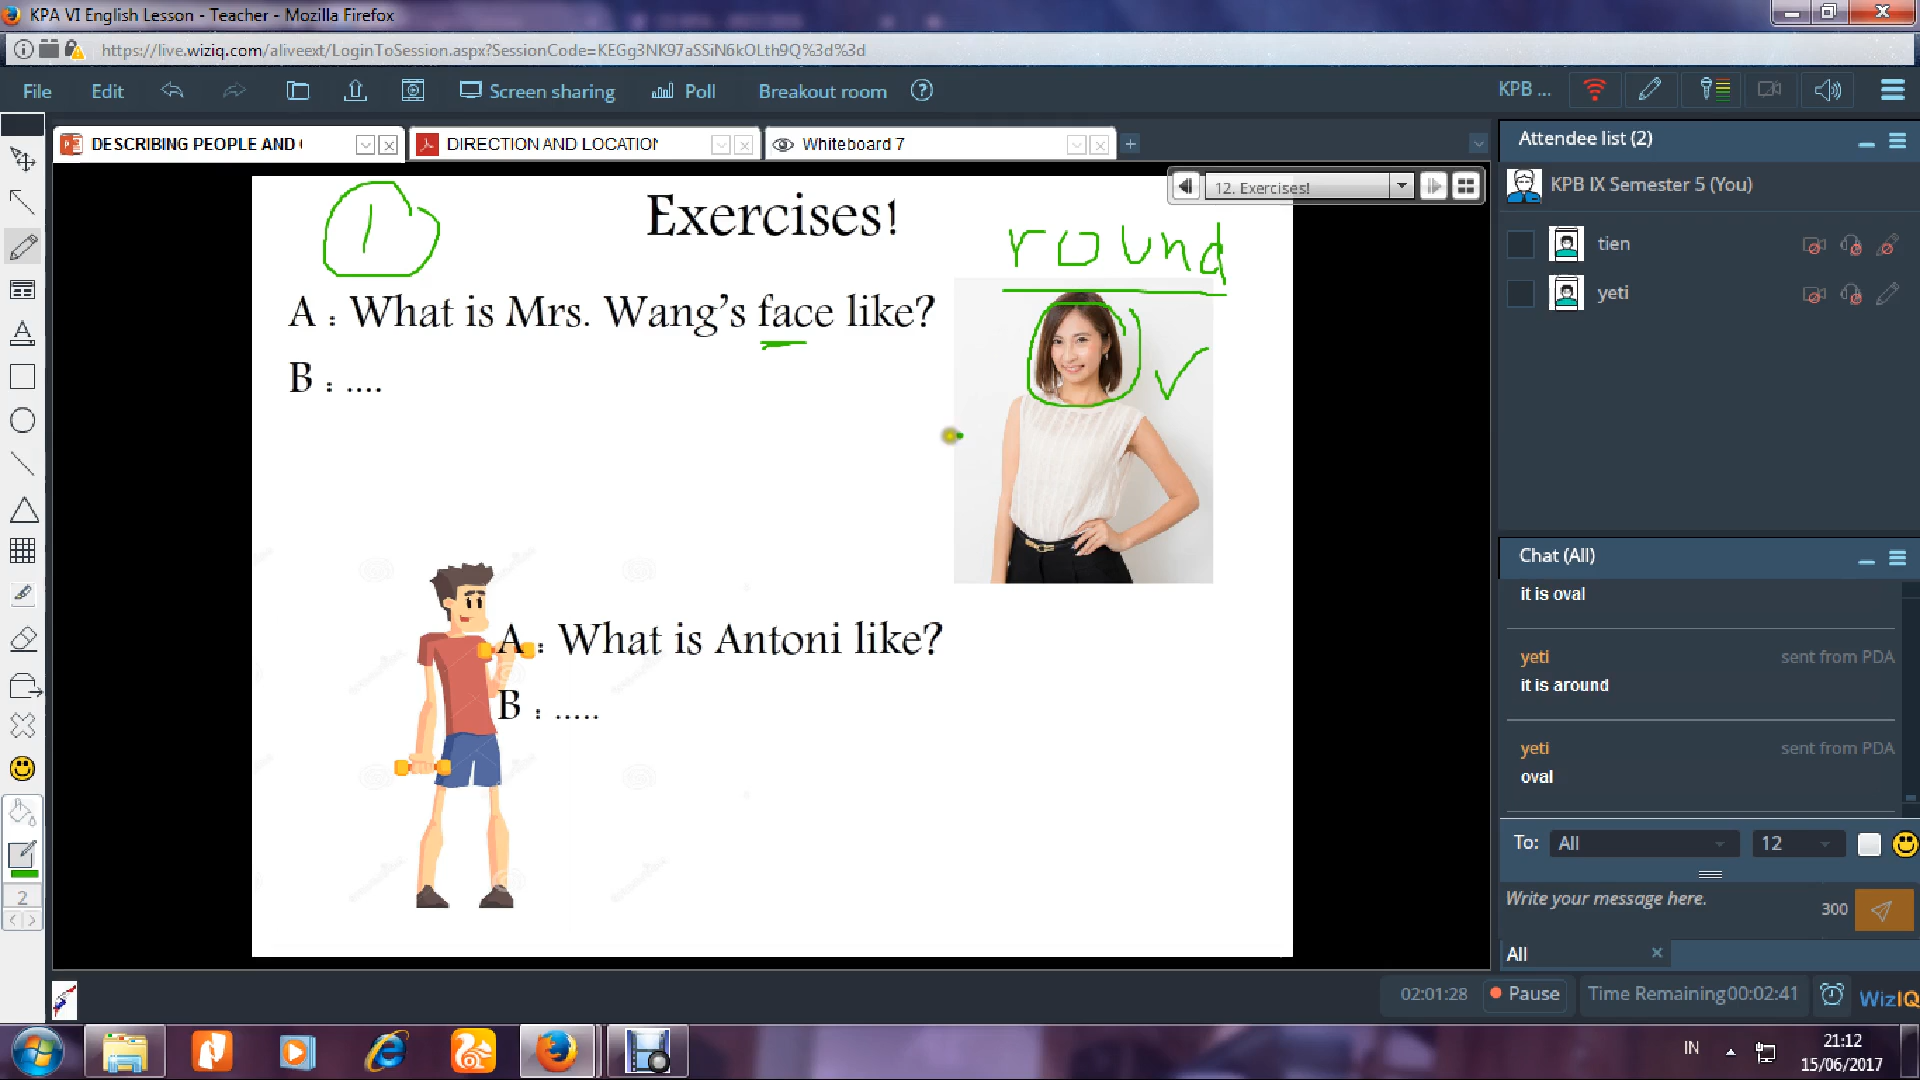 KPA VI English Lesson - Teacher - Mozilla Firefox
https://live.wiziq.com/aliveext/LoginToSession.aspx?SessionCode=KEGg3NK97aSSiN6kOLth9Q%3d%3d
File Edit Screen sharing Poll Breakout room ? KPB ...
DESCRIBING PEOPLE AND
DIRECTION AND LOCATION
Whiteboard 7
12. Exercises!
1
Exercises!
round
A : What is Mrs. Wang's face like?
B : ....
A : What is Antoni like?
B : .....
Attendee list (2)
KPB IX Semester 5 (You)
tien
yeti
Chat (All)
it is oval
yeti sent from PDA
it is around
yeti sent from PDA
oval
To: All 12
Write your message here. 300
All
2
02:01:28 Pause Time Remaining00:02:41 WizIQ
IN 21:12
15/06/2017